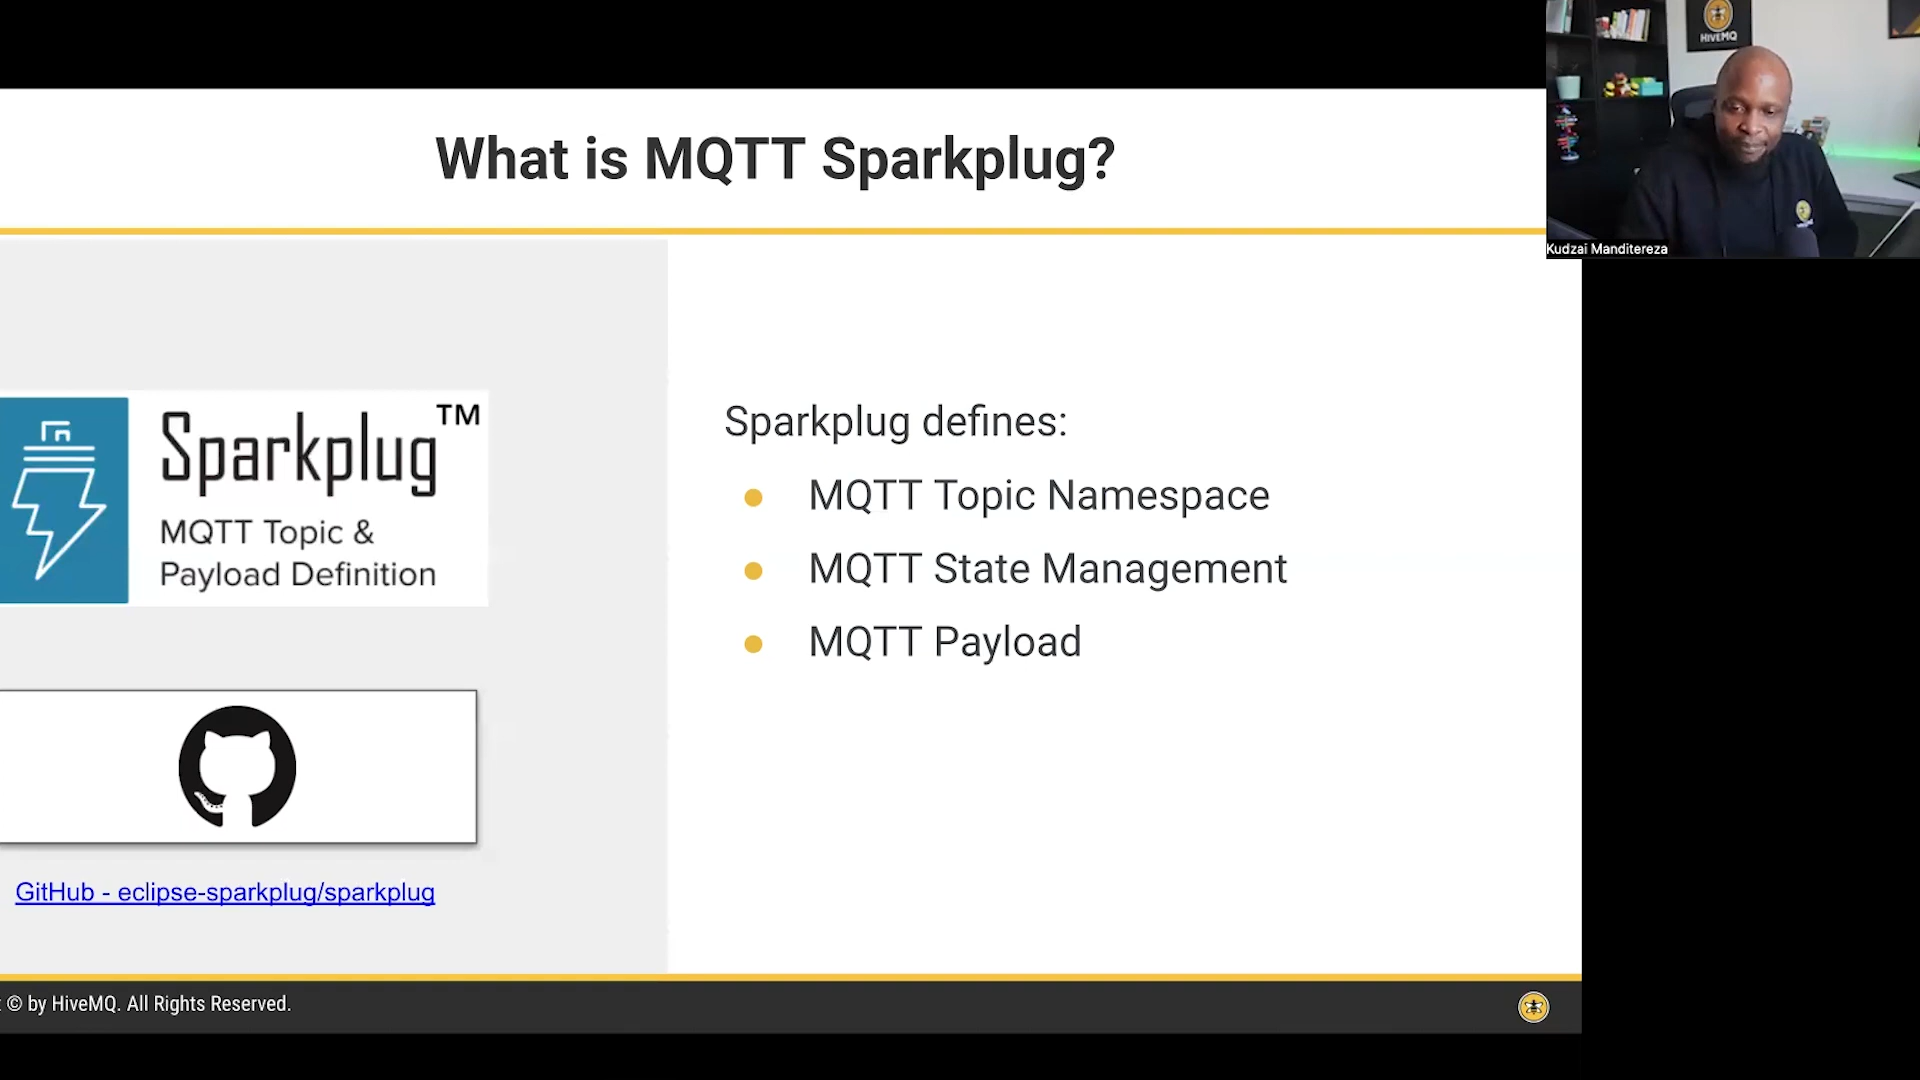 HIVEMQ
What is MQTT Sparkplug?
Kudzai Manditereza
Sparkplug™
MQTT Topic &
Payload Definition
Sparkplug defines:
● MQTT Topic Namespace
● MQTT State Management
● MQTT Payload
GitHub - eclipse-sparkplug/sparkplug
© by HiveMQ. All Rights Reserved.